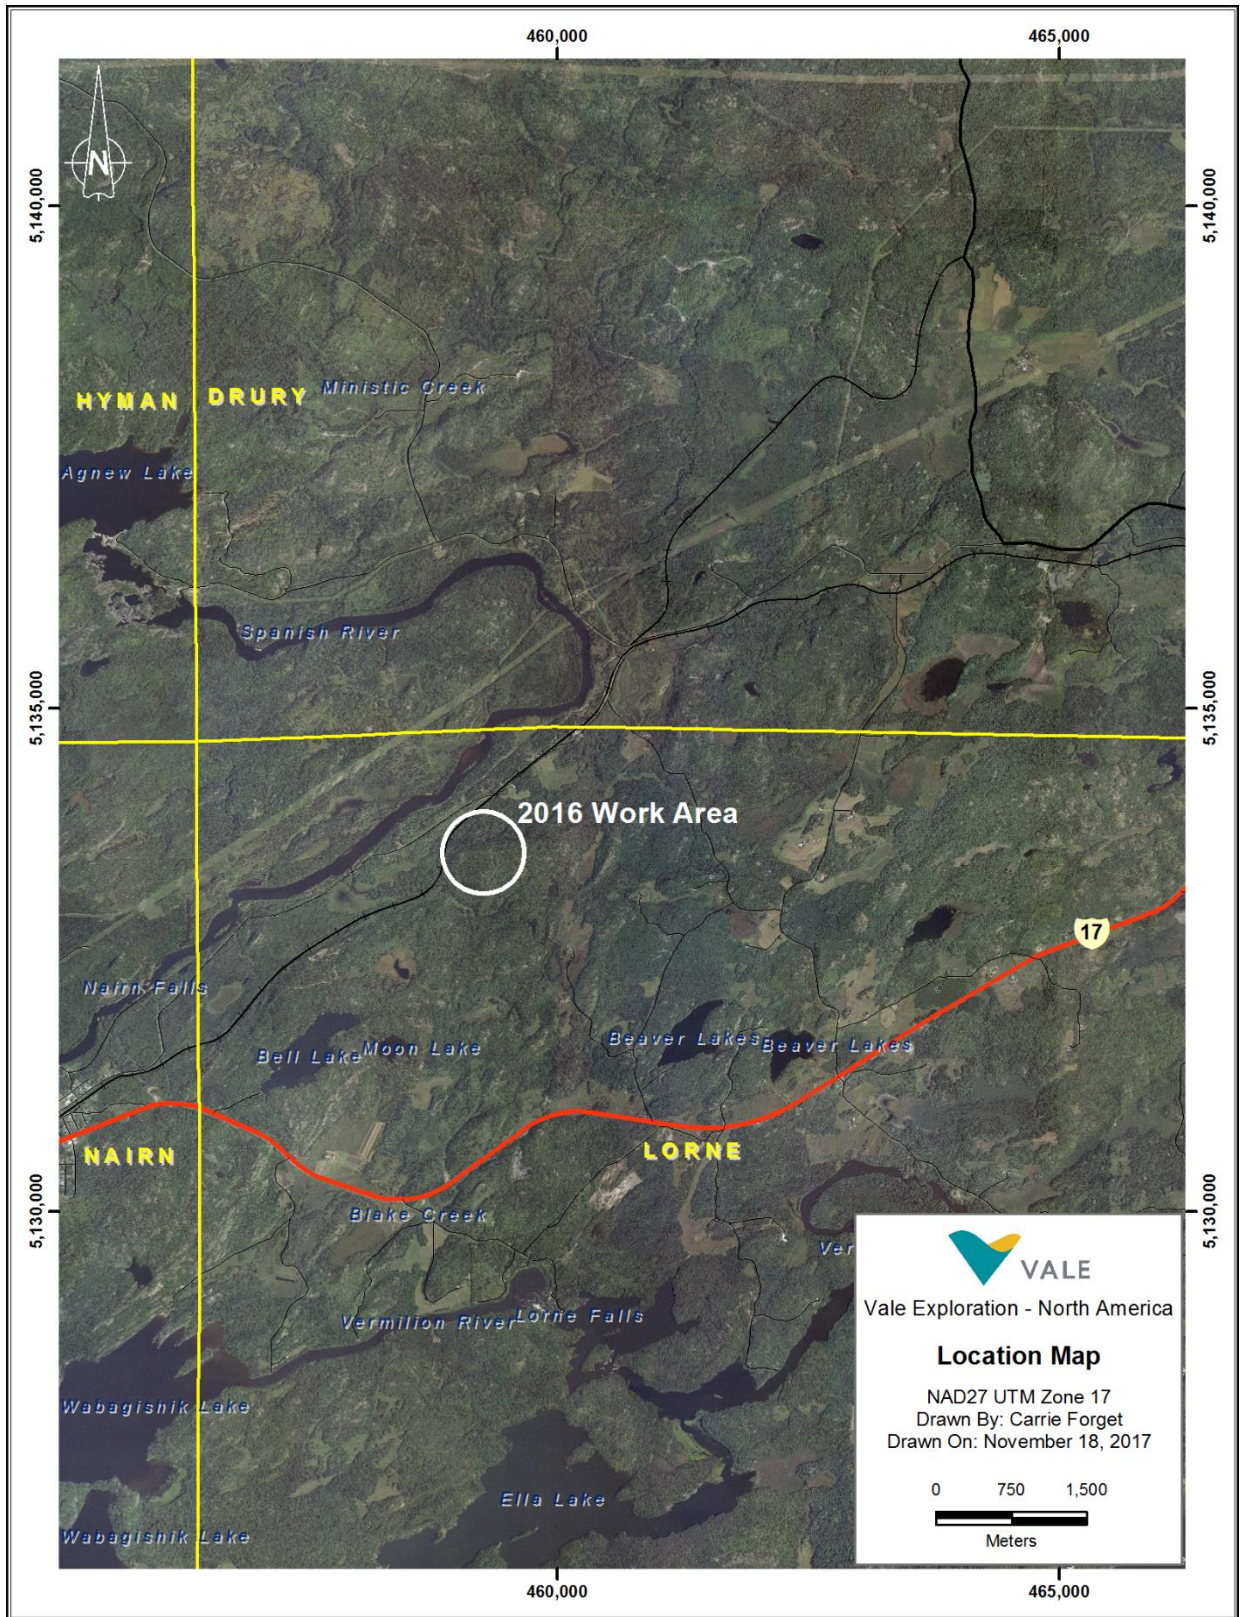 460,000
465,000
N
5,140,000
5,140,000
HYMAN
DRURY
Ministic Creek
Agnew Lake
Spanish River
5,135,000
5,135,000
2016 Work Area
17
Nairn Falls
Bell Lake
Moon Lake
Beaver Lakes
Beaver Lakes
NAIRN
LORNE
5,130,000
5,130,000
Blake Creek
Ver
Vermilion River
Lorne Falls
Wabagishik Lake
Ella Lake
Wabagishik Lake
VALE
Vale Exploration - North America
Location Map
NAD27 UTM Zone 17
Drawn By: Carrie Forget
Drawn On: November 18, 2017
0 750 1,500
Meters
460,000
465,000